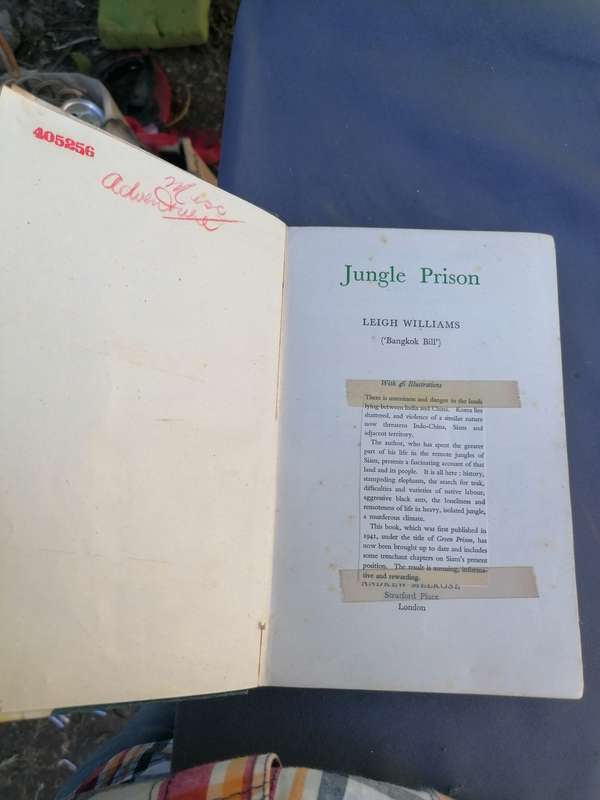 405256
Misc
Adventure
Jungle Prison
LEIGH WILLIAMS
('Bangkok Bill')
With 46 Illustrations
There is uneasiness and danger in the lands
lying between India and China. Korea lies
shattered, and violence of a similar nature
now threatens Indo-China, Siam and
adjacent territory.
The author, who has spent the greater
part of his life in the remote jungles of
Siam, presents a fascinating account of that
land and its people. It is all here; history,
stampeding elephants, the search for teak,
difficulties and varieties of native labour,
aggressive black ants, the loneliness and
remoteness of life in heavy, isolated jungle,
a murderous climate.
This book, which was first published in
1941, under the title of Green Prison, has
now been brought up to date and includes
some trenchant chapters on Siam's present
position. The result is amusing, informa-
tive and rewarding.
ANDREW MELROSE
Stratford Place
London